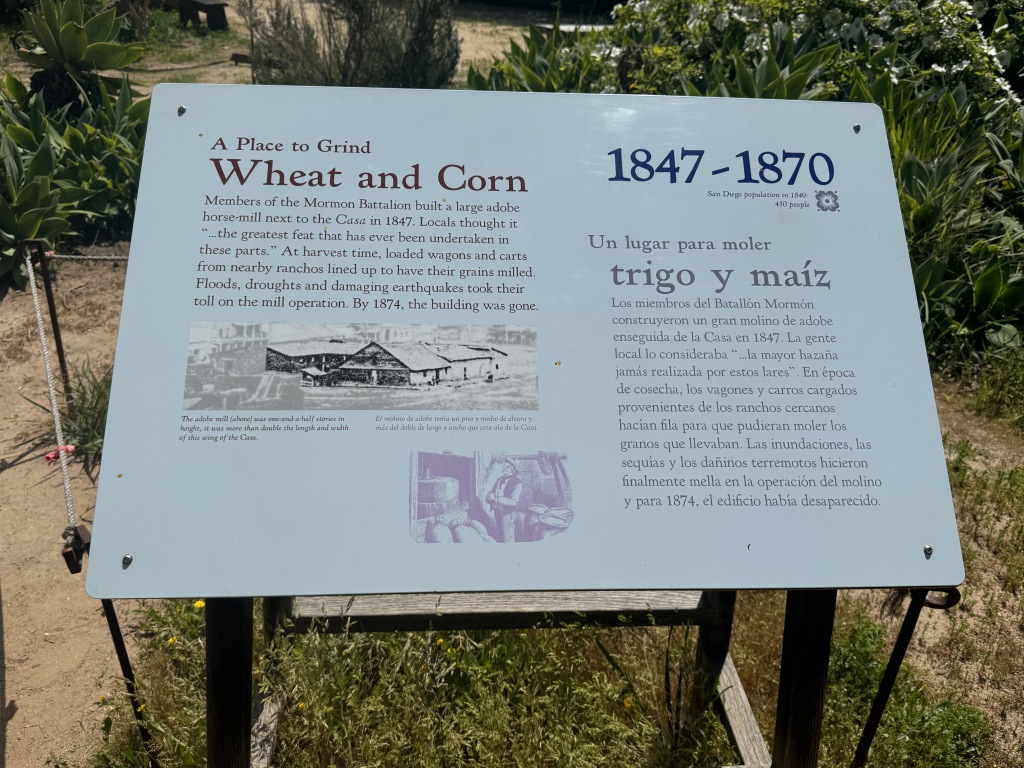 A Place to Grind
Wheat and Corn
Members of the Mormon Battalion built a large adobe
horse-mill next to the Casa in 1847. Locals thought it
“...the greatest feat that has ever been undertaken in
these parts.” At harvest time, loaded wagons and carts
from nearby ranchos lined up to have their grains milled.
Floods, droughts and damaging earthquakes took their
toll on the mill operation. By 1874, the building was gone.
The adobe mill (above) was one-and-a-half stories in
height, it was more than double the length and width
of this wing of the Casa.
El molino de adobe tenía un piso y medio de altura y
más del doble de largo y ancho que esta ala de la Casa.
1847-1870
San Diego population in 1849:
450 people
Un lugar para moler
trigo y maíz
Los miembros del Batallón Mormón
construyeron un gran molino de adobe
enseguida de la Casa en 1847. La gente
local lo consideraba “...la mayor hazaña
jamás realizada por estos lares”. En época
de cosecha, los vagones y carros cargados
provenientes de los ranchos cercanos
hacían fila para que pudieran moler los
granos que llevaban. Las inundaciones, las
sequías y los dañinos terremotos hicieron
finalmente mella en la operación del molino
y para 1874, el edificio había desaparecido.